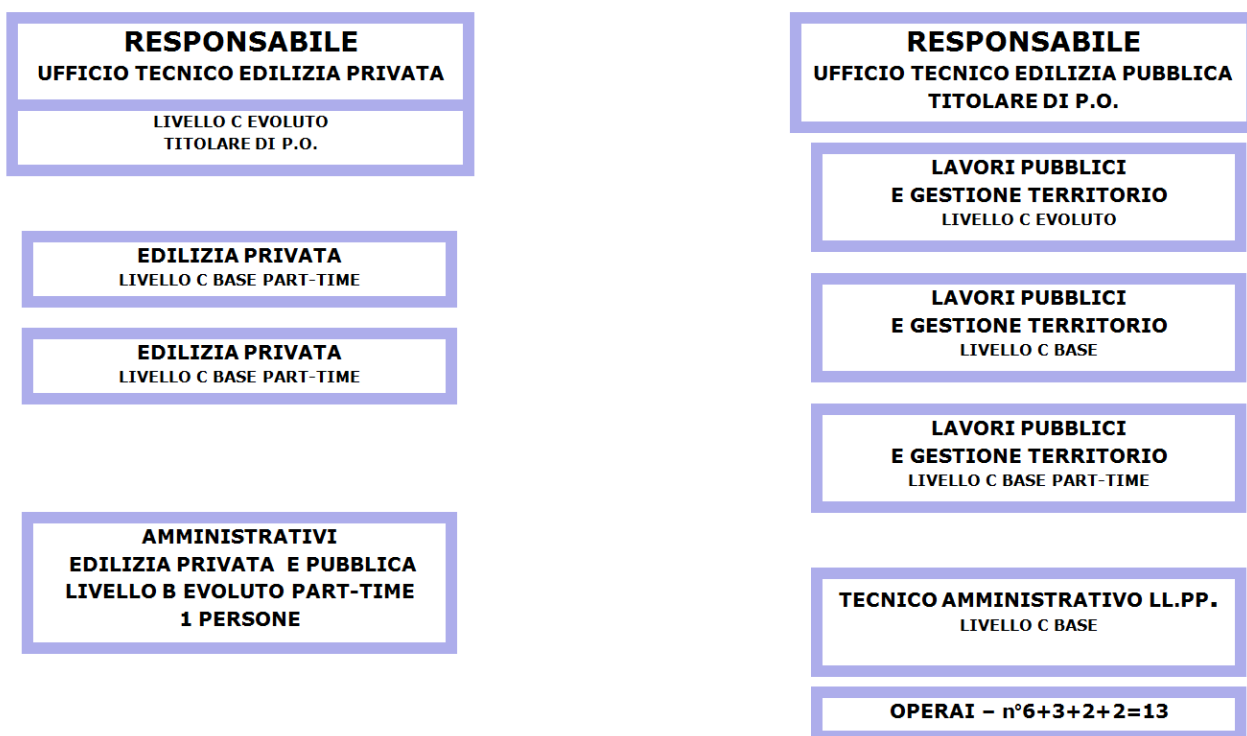 RESPONSABILE
UFFICIO TECNICO EDILIZIA PRIVATA
LIVELLO C EVOLUTO
TITOLARE DI P.O.
EDILIZIA PRIVATA
LIVELLO C BASE PART-TIME
EDILIZIA PRIVATA
LIVELLO C BASE PART-TIME
AMMINISTRATIVI
EDILIZIA PRIVATA E PUBBLICA
LIVELLO B EVOLUTO PART-TIME
1 PERSONE
RESPONSABILE
UFFICIO TECNICO EDILIZIA PUBBLICA
TITOLARE DI P.O.
LAVORI PUBBLICI
E GESTIONE TERRITORIO
LIVELLO C EVOLUTO
LAVORI PUBBLICI
E GESTIONE TERRITORIO
LIVELLO C BASE
LAVORI PUBBLICI
E GESTIONE TERRITORIO
LIVELLO C BASE PART-TIME
TECNICO AMMINISTRATIVO LL.PP.
LIVELLO C BASE
OPERAI – n°6+3+2+2=13